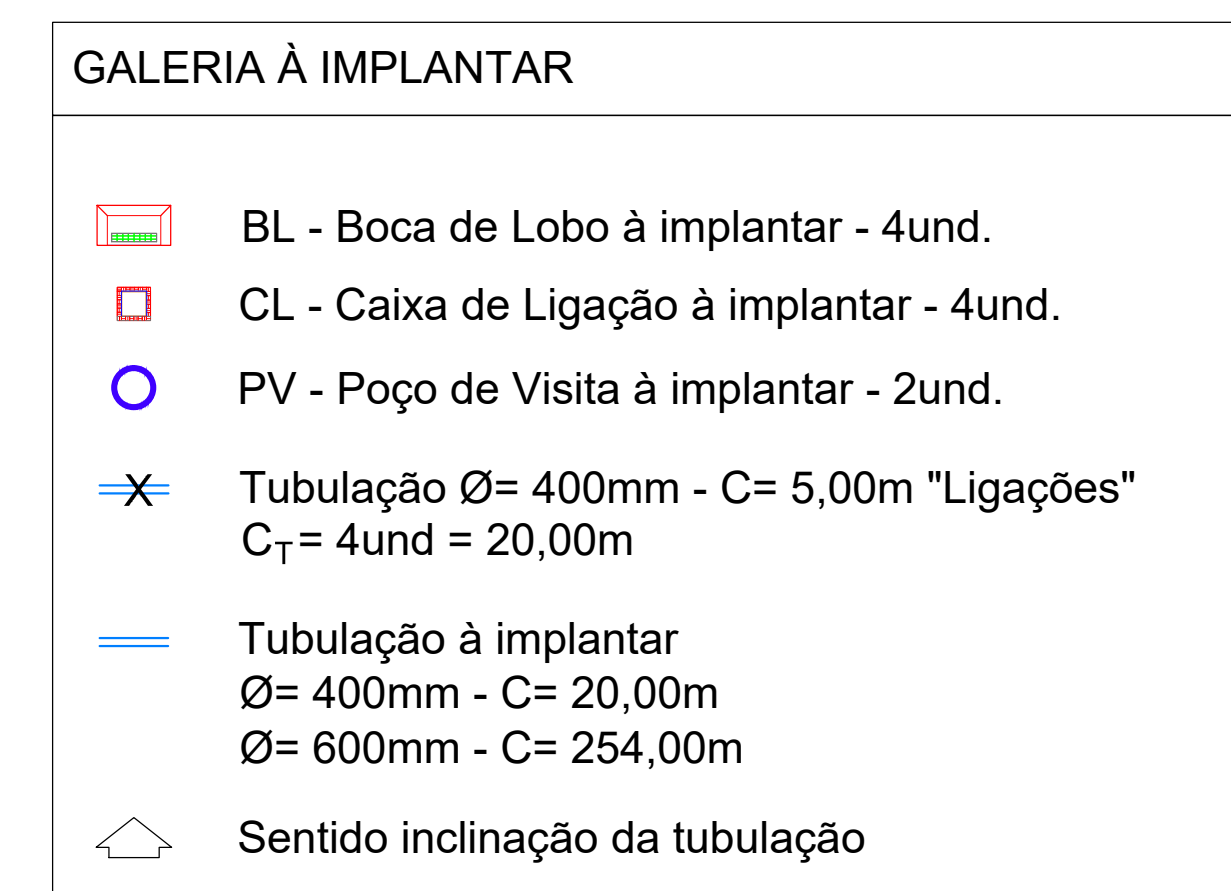 GALERIA À IMPLANTAR
BL - Boca de Lobo à implantar - 4und.
CL - Caixa de Ligação à implantar - 4und.
PV - Poço de Visita à implantar - 2und.
X Tubulação Ø= 400mm - C= 5,00m "Ligações"
C_T= 4und = 20,00m
Tubulação à implantar
Ø= 400mm - C= 20,00m
Ø= 600mm - C= 254,00m
Sentido inclinação da tubulação